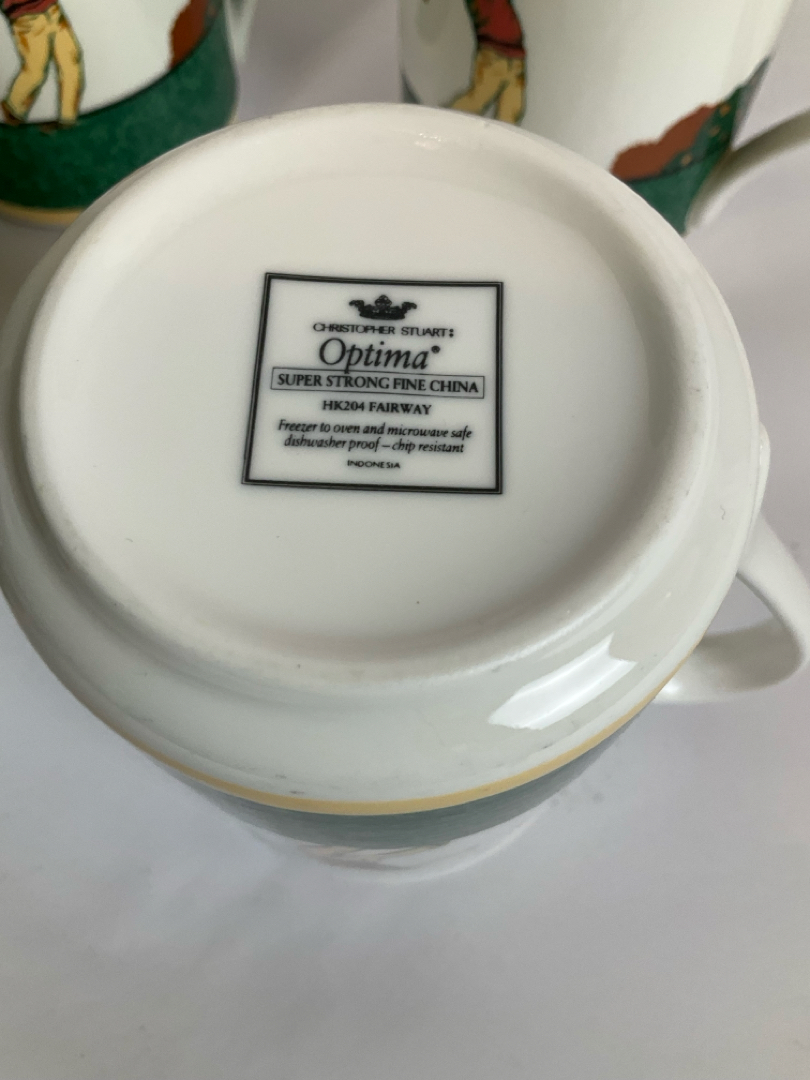 CHRISTOPHER STUART:
Optima®
SUPER STRONG FINE CHINA
HK204 FAIRWAY
Freezer to oven and microwave safe
dishwasher proof – chip resistant
INDONESIA